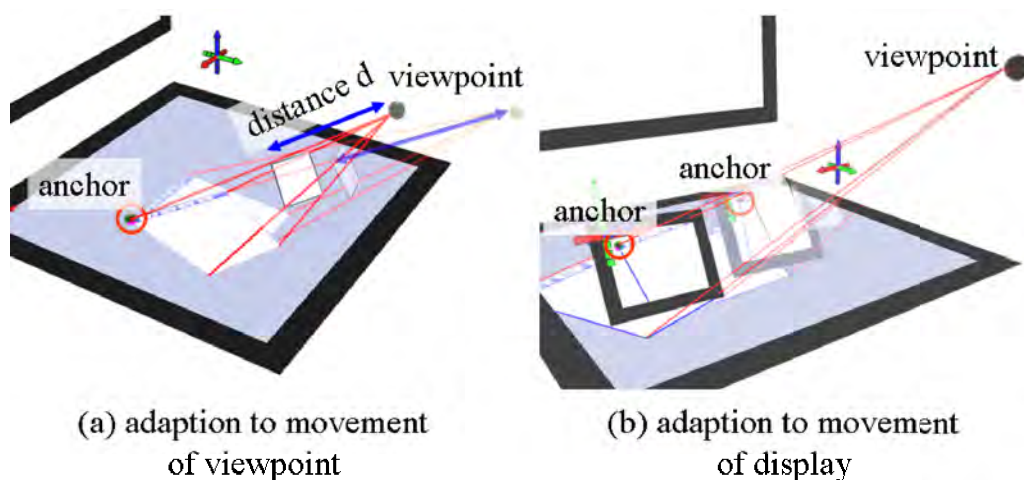 distance d
viewpoint
anchor
(a) adaption to movement
of viewpoint
viewpoint
anchor
anchor
(b) adaption to movement
of display